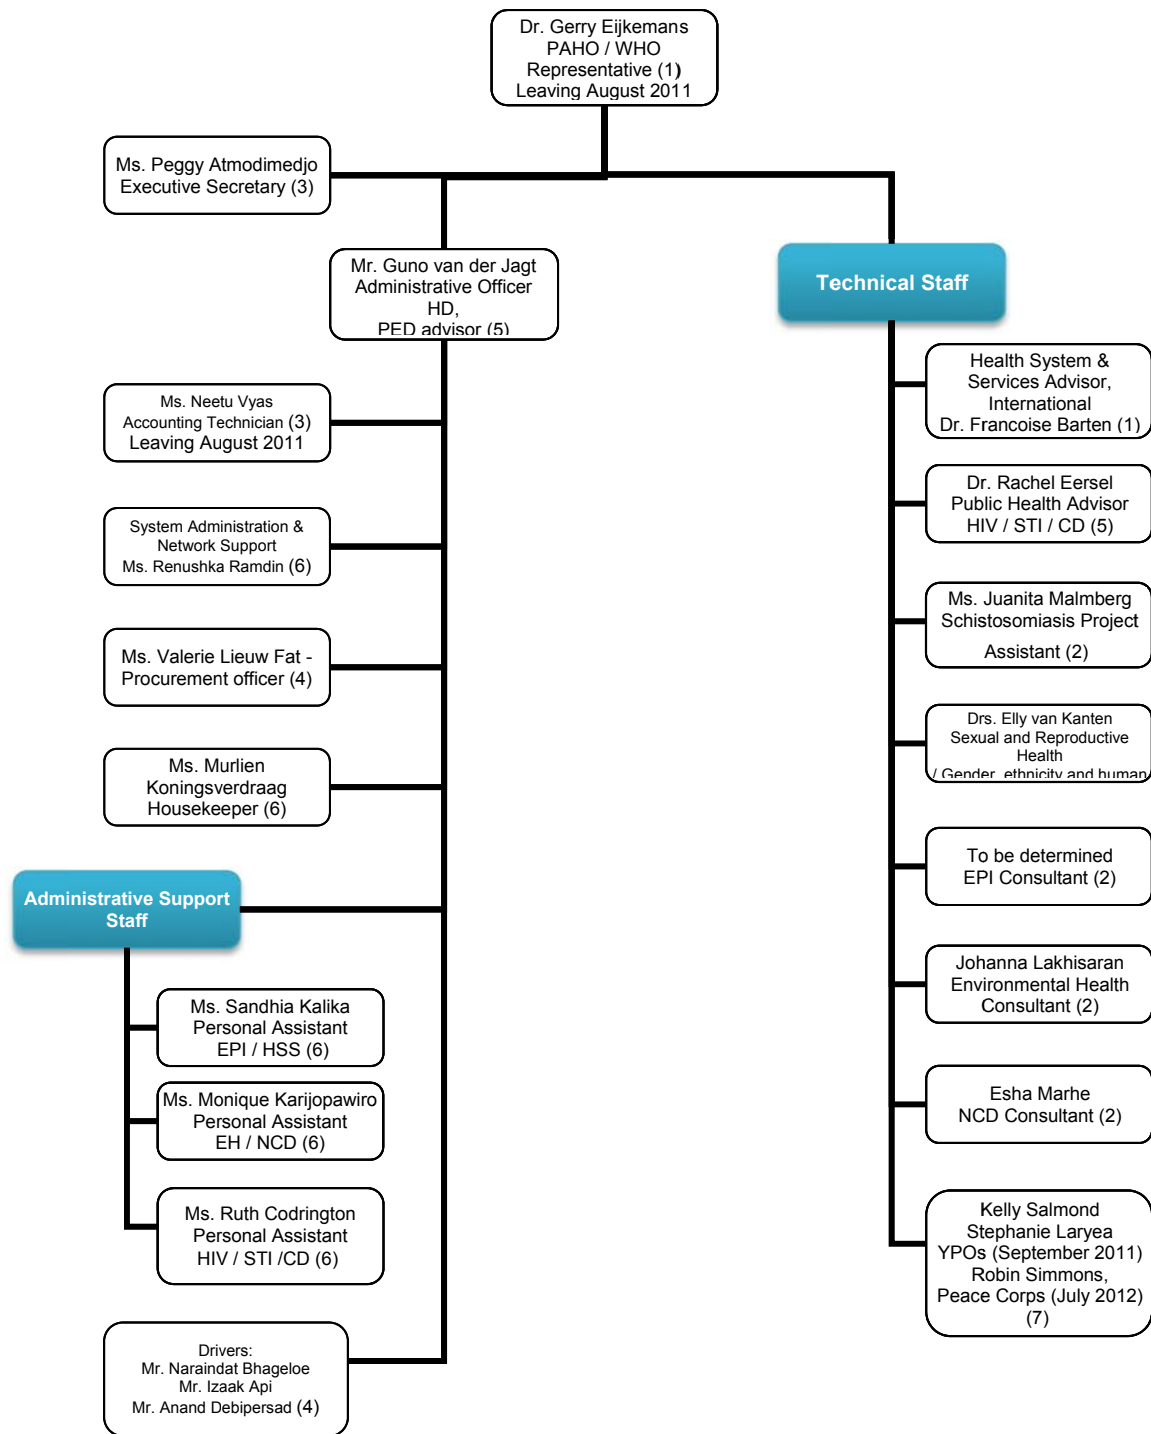 Dr. Gerry Eijkemans
PAHO / WHO
Representative (1)
Leaving August 2011
Ms. Peggy Atmodimedjo
Executive Secretary (3)
Mr. Guno van der Jagt
Administrative Officer
HD,
PED advisor (5)
Ms. Neetu Vyas
Accounting Technician (3)
Leaving August 2011
System Administration &
Network Support
Ms. Renushka Ramdin (6)
Ms. Valerie Lieuw Fat -
Procurement officer (4)
Ms. Murlien
Koningsverdraag
Housekeeper (6)
Administrative Support
Staff
Ms. Sandhia Kalika
Personal Assistant
EPI / HSS (6)
Ms. Monique Karijopawiro
Personal Assistant
EH / NCD (6)
Ms. Ruth Codrington
Personal Assistant
HIV / STI /CD (6)
Drivers:
Mr. Naraindat Bhageloe
Mr. Izaak Api
Mr. Anand Debipersad (4)
Technical Staff
Health System &
Services Advisor,
International
Dr. Francoise Barten (1)
Dr. Rachel Eersel
Public Health Advisor
HIV / STI / CD (5)
Ms. Juanita Malmberg
Schistosomiasis Project
Assistant (2)
Drs. Elly van Kanten
Sexual and Reproductive
Health
/ Gender, ethnicity and human
To be determined
EPI Consultant (2)
Johanna Lakhisaran
Environmental Health
Consultant (2)
Esha Marhe
NCD Consultant (2)
Kelly Salmond
Stephanie Laryea
YPOs (September 2011)
Robin Simmons,
Peace Corps (July 2012)
(7)